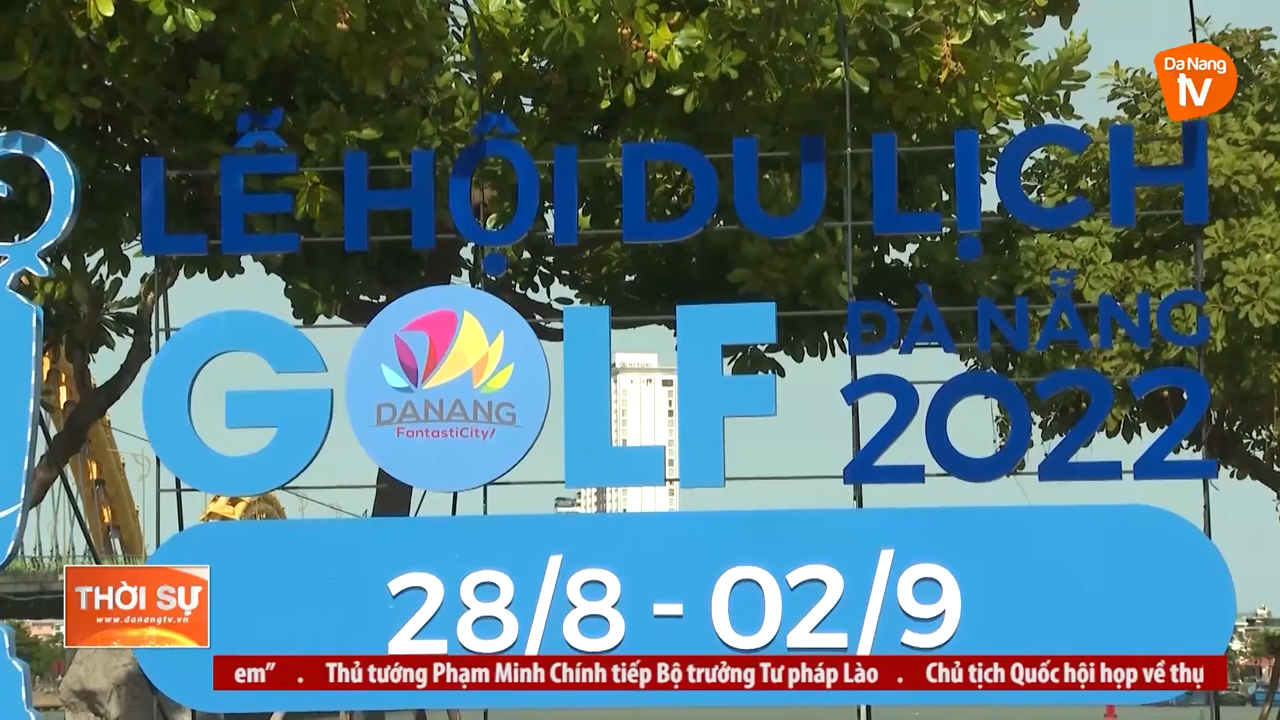 Da Nang
tv
LỄ HỘI DU LỊCH
GOLF
ĐÀ NẴNG
2022
DANANG
FantastiCity!
28/8 - 02/9
THỜI SỰ
www.danangtv.vn
em” . Thủ tướng Phạm Minh Chính tiếp Bộ trưởng Tư pháp Lào . Chủ tịch Quốc hội họp về thụ